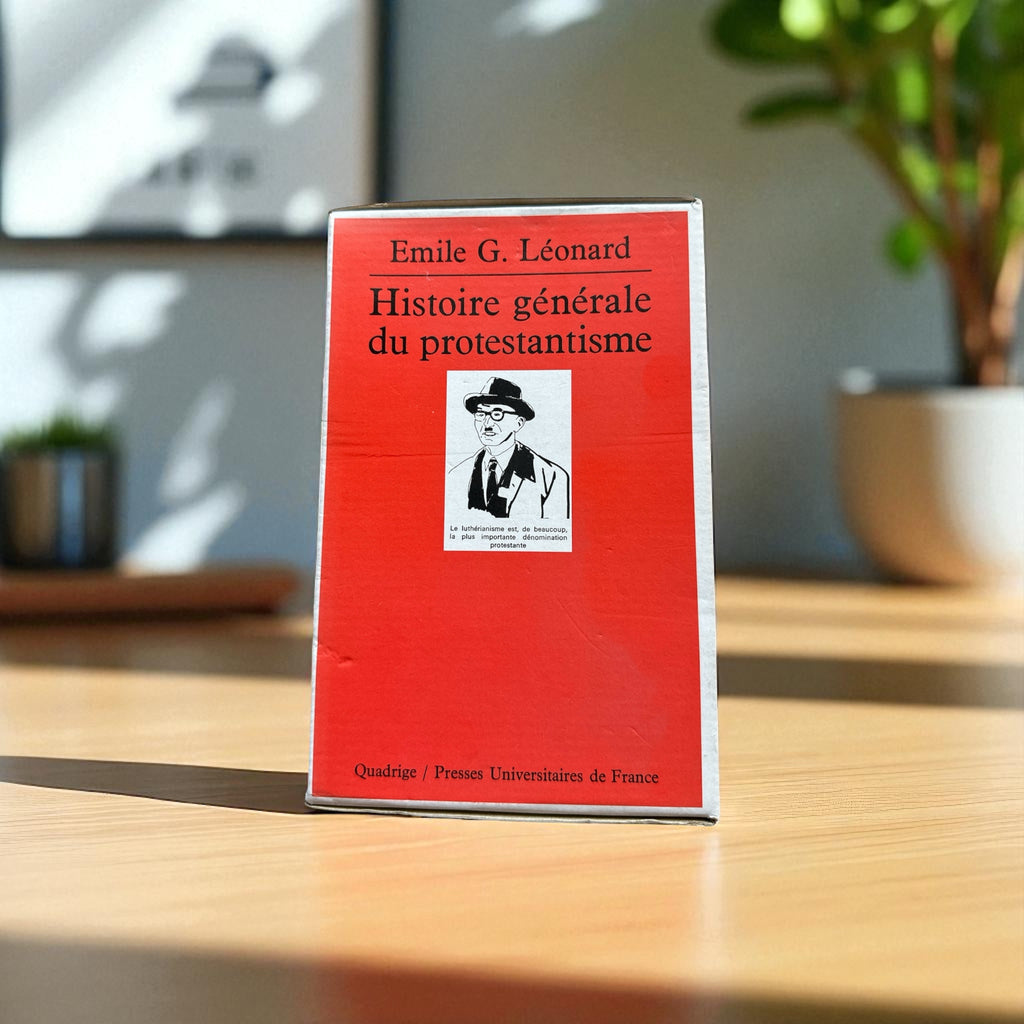 Emile G. Léonard
Histoire générale
du protestantisme
Le luthérianisme est, de beaucoup,
la plus importante dénomination
protestante
Quadrige / Presses Universitaires de France